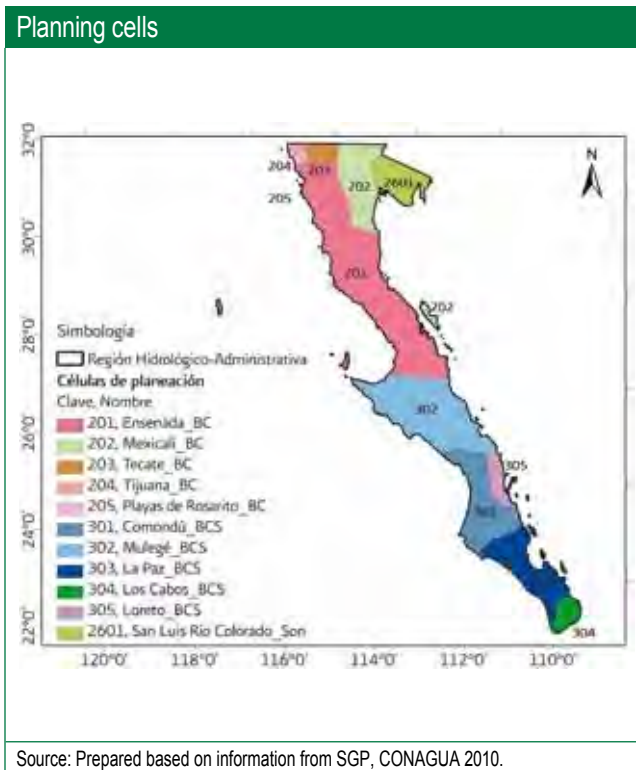 Planning cells
32°0'
30°0'
28°0'
26°0'
24°0'
22°0'
N
204
203
202
2601
205
201
202
302
305
301
304
Simbología
Región Hidrológico-Administrativa
Células de planeación
Clave, Nombre
201, Ensenada_BC
202, Mexicali_BC
203, Tecate_BC
204, Tijuana_BC
205, Playas de Rosarito_BC
301, Comondú_BCS
302, Mulegé_BCS
303, La Paz_BCS
304, Los Cabos_BCS
305, Loreto_BCS
2601, San Luis Río Colorado_Son
120°0' 118°0' 116°0' 114°0' 112°0' 110°0'
Source: Prepared based on information from SGP, CONAGUA 2010.